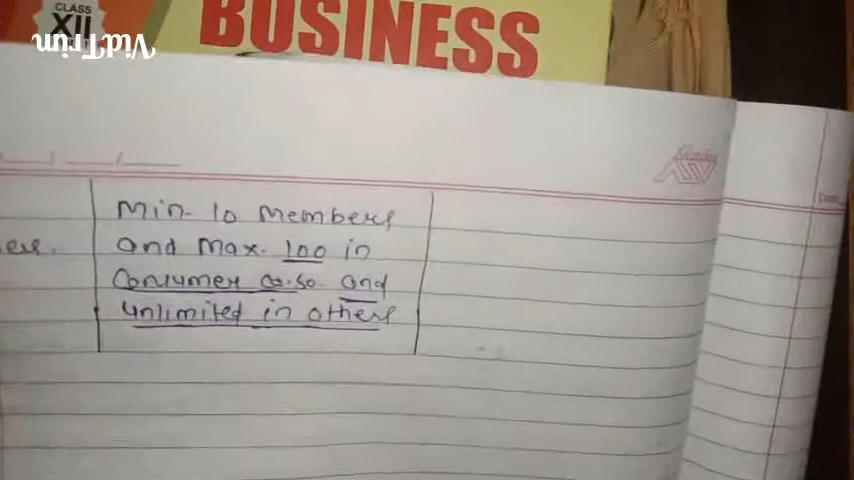 CLASS
XII
VidTrim
BUSINESS
Min- 10 Members
and max. 100 in
Consumer co.so and
unlimited in others